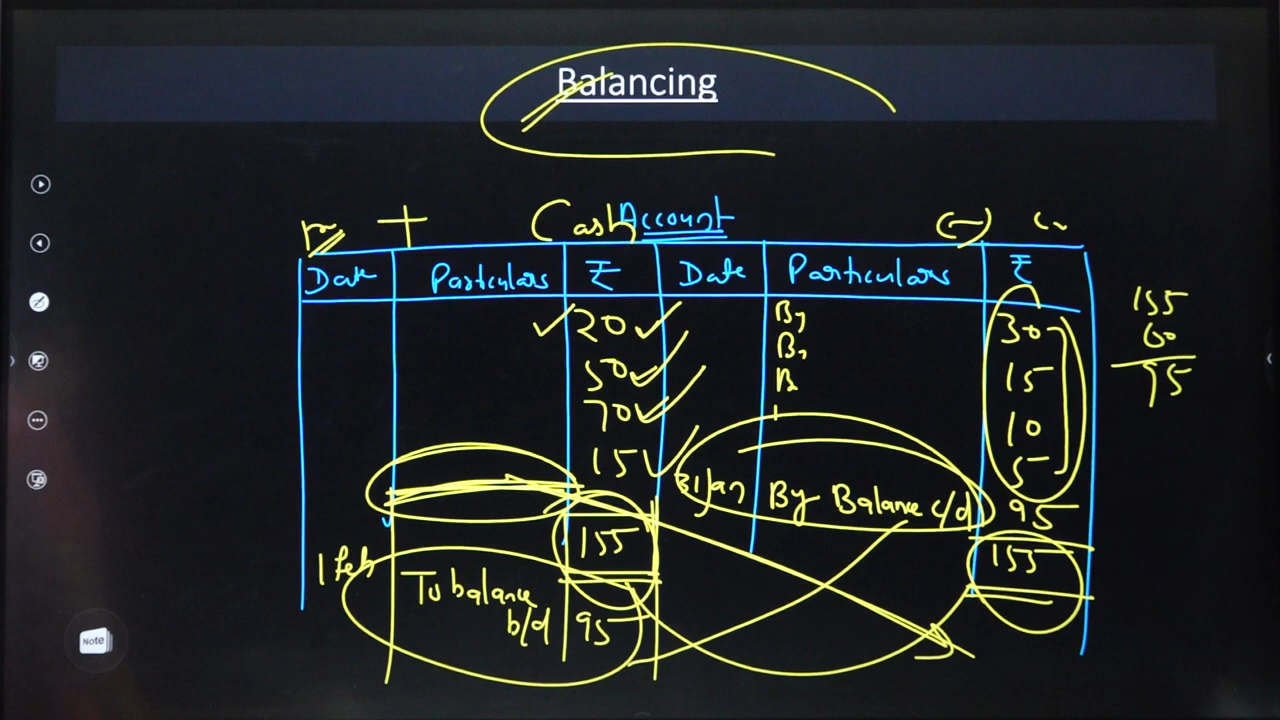 Balancing
Dr + Cash Account (-) Cr
Date Particulars ₹ Date Particulars ₹
20 By 30
50 By 15
70 B 10
15 5
31 Jan By Balance c/d 95
155 155
1 Feb To balance b/d 95
155
60
95
Note